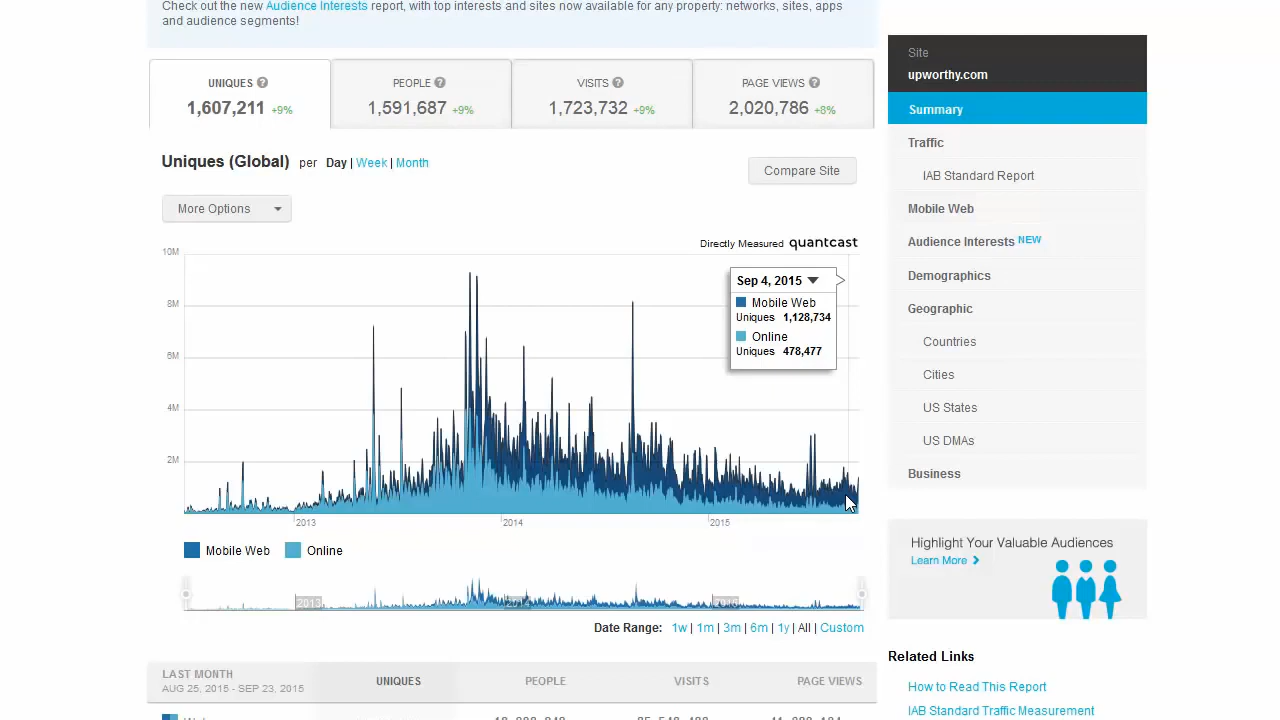 Check out the new Audience Interests report, with top interests and sites now available for any property: networks, sites, apps
and audience segments!
UNIQUES ?
1,607,211 +9%
PEOPLE ?
1,591,687 +9%
VISITS ?
1,723,732 +9%
PAGE VIEWS ?
2,020,786 +8%
Uniques (Global) per Day | Week | Month
Compare Site
More Options
Directly Measured quantcast
10M
8M
6M
4M
2M
Sep 4, 2015
Mobile Web
Uniques 1,128,734
Online
Uniques 478,477
2013 2014 2015
Mobile Web Online
2013 2014 2015
Date Range: 1w | 1m | 3m | 6m | 1y | All | Custom
LAST MONTH
AUG 25, 2015 - SEP 23, 2015
UNIQUES PEOPLE VISITS PAGE VIEWS
Site
upworthy.com
Summary
Traffic
IAB Standard Report
Mobile Web
Audience Interests NEW
Demographics
Geographic
Countries
Cities
US States
US DMAs
Business
Highlight Your Valuable Audiences
Learn More
Related Links
How to Read This Report
IAB Standard Traffic Measurement